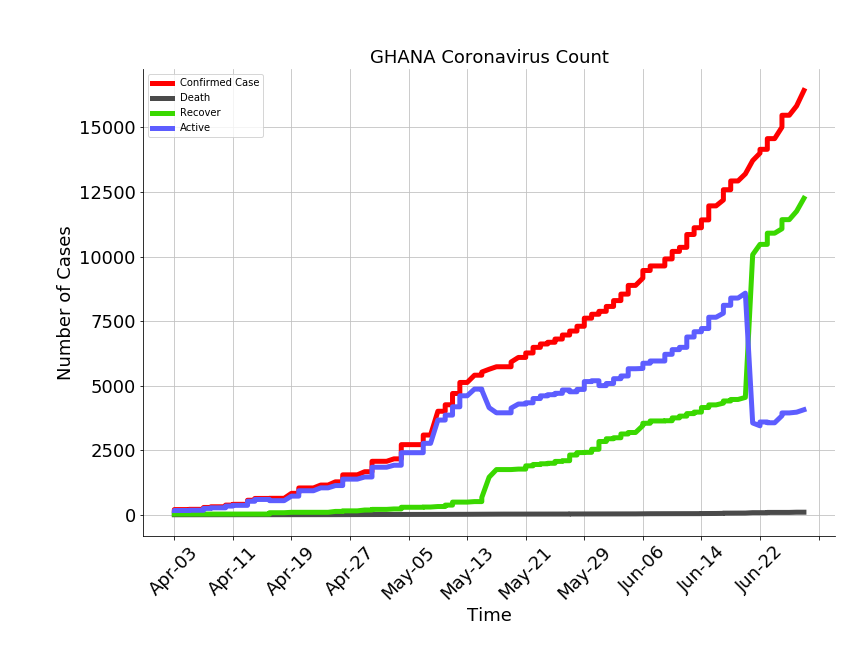 GHANA Coronavirus Count
Confirmed Case
Death
Recover
Active
Number of Cases
15000
12500
10000
7500
5000
2500
0
Apr-03
Apr-11
Apr-19
Apr-27
May-05
May-13
May-21
May-29
Jun-06
Jun-14
Jun-22
Time